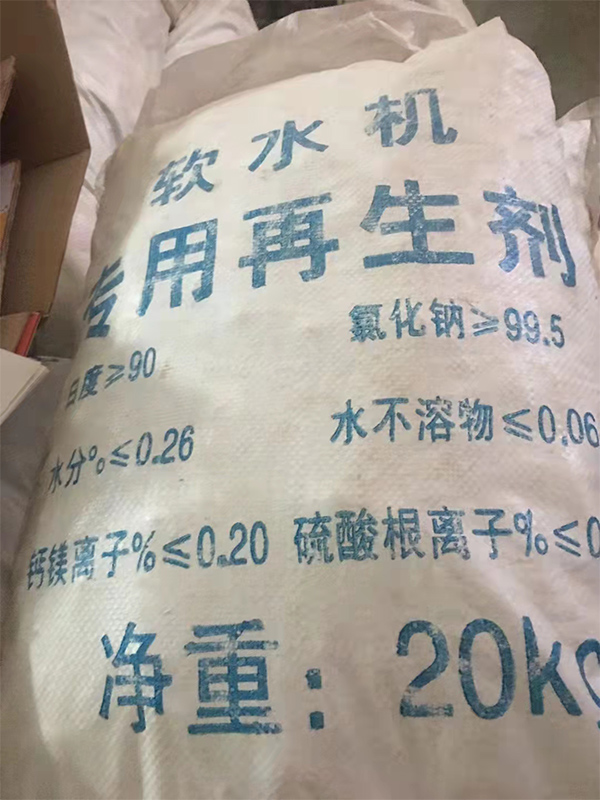 软水机
专用再生剂
氯化钠≥99.5
白度≥90
水不溶物≤0.06
水分%≤0.26
钙镁离子%≤0.20 硫酸根离子%≤0
净重：20kg